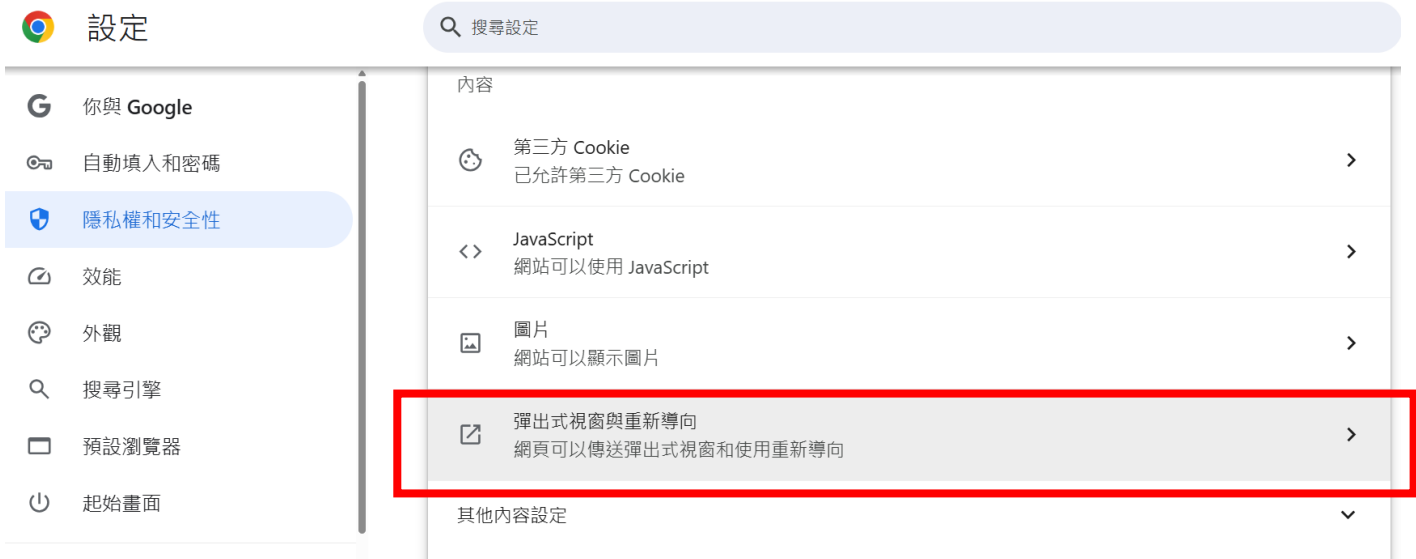 設定
搜尋設定
你與 Google
自動填入和密碼
隱私權和安全性
效能
外觀
搜尋引擎
預設瀏覽器
起始畫面
內容
第三方 Cookie
已允許第三方 Cookie
JavaScript
網站可以使用 JavaScript
圖片
網站可以顯示圖片
彈出式視窗與重新導向
網頁可以傳送彈出式視窗和使用重新導向
其他內容設定